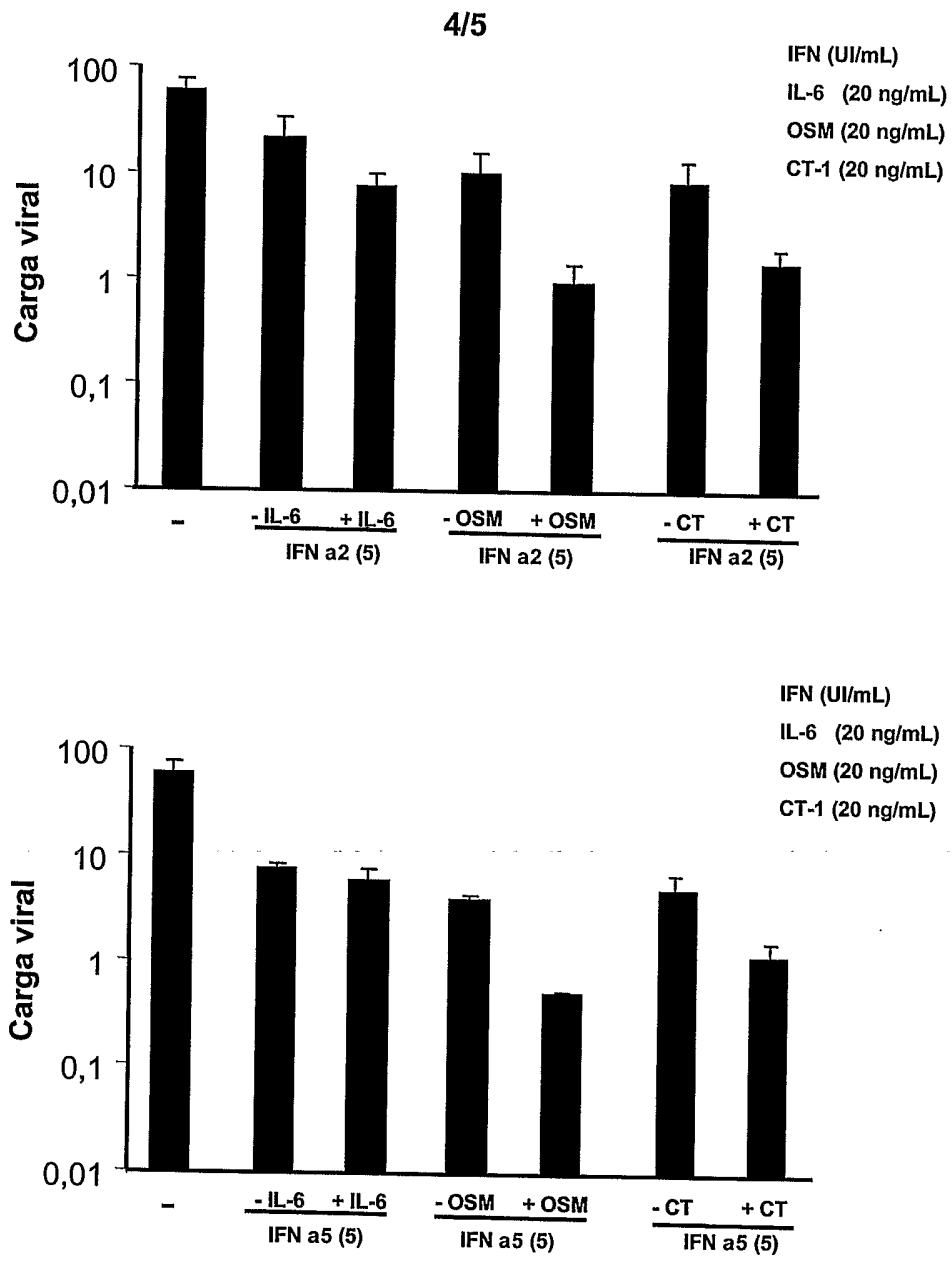 4/5
IFN (UI/mL)
IL-6 (20 ng/mL)
OSM (20 ng/mL)
CT-1 (20 ng/mL)
Carga viral
100
10
1
0,1
0,01
–
- IL-6 + IL-6
IFN a2 (5)
- OSM + OSM
IFN a2 (5)
- CT + CT
IFN a2 (5)
IFN (UI/mL)
IL-6 (20 ng/mL)
OSM (20 ng/mL)
CT-1 (20 ng/mL)
Carga viral
100
10
1
0,1
0,01
–
- IL-6 + IL-6
IFN a5 (5)
- OSM + OSM
IFN a5 (5)
- CT + CT
IFN a5 (5)